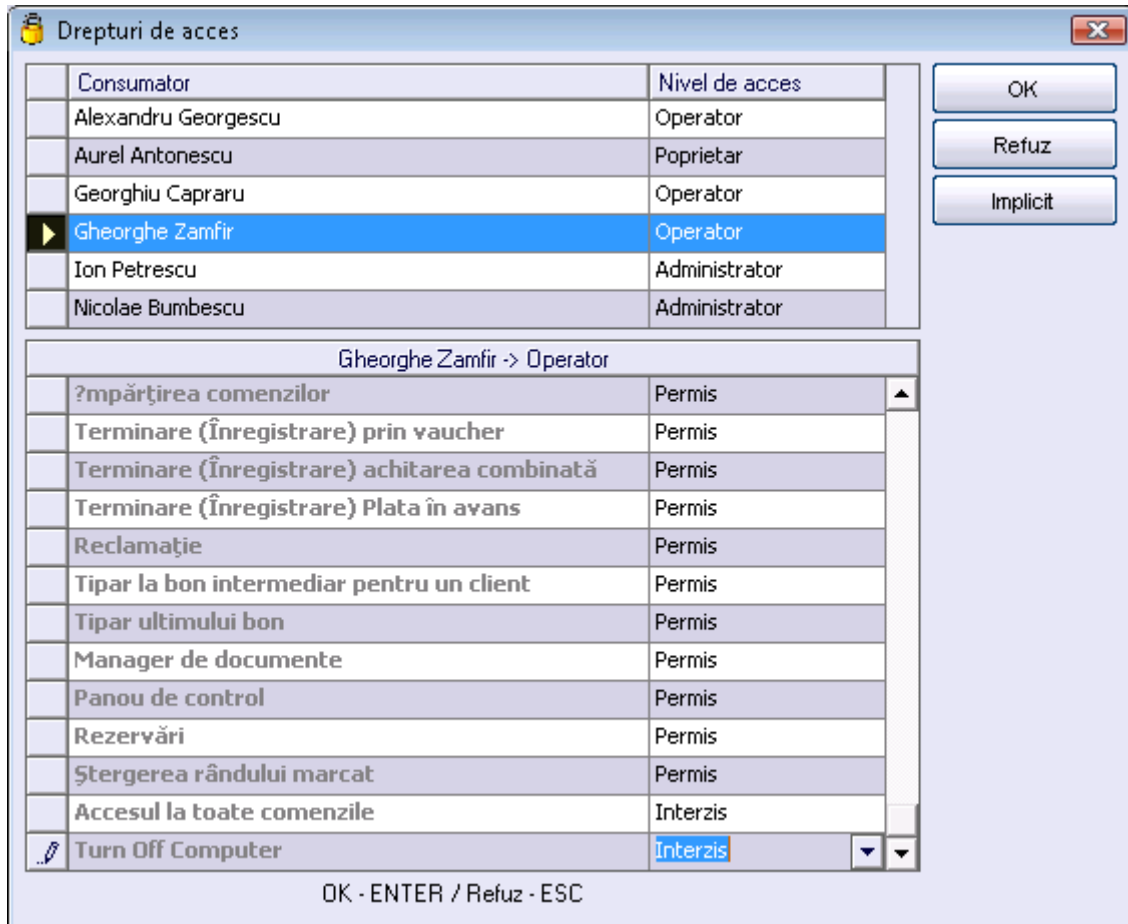 Drepturi de acces
Consumator Nivel de acces
Alexandru Georgescu Operator
Aurel Antonescu Poprietar
Georghiu Capraru Operator
Gheorghe Zamfir Operator
Ion Petrescu Administrator
Nicolae Bumbescu Administrator
OK
Refuz
Implicit
Gheorghe Zamfir -> Operator
?mpărţirea comenzilor Permis
Terminare (Înregistrare) prin vaucher Permis
Terminare (Înregistrare) achitarea combinată Permis
Terminare (Înregistrare) Plata în avans Permis
Reclamaţie Permis
Tipar la bon intermediar pentru un client Permis
Tipar ultimului bon Permis
Manager de documente Permis
Panou de control Permis
Rezervări Permis
Ştergerea rândului marcat Permis
Accesul la toate comenzile Interzis
Turn Off Computer Interzis
OK - ENTER / Refuz - ESC